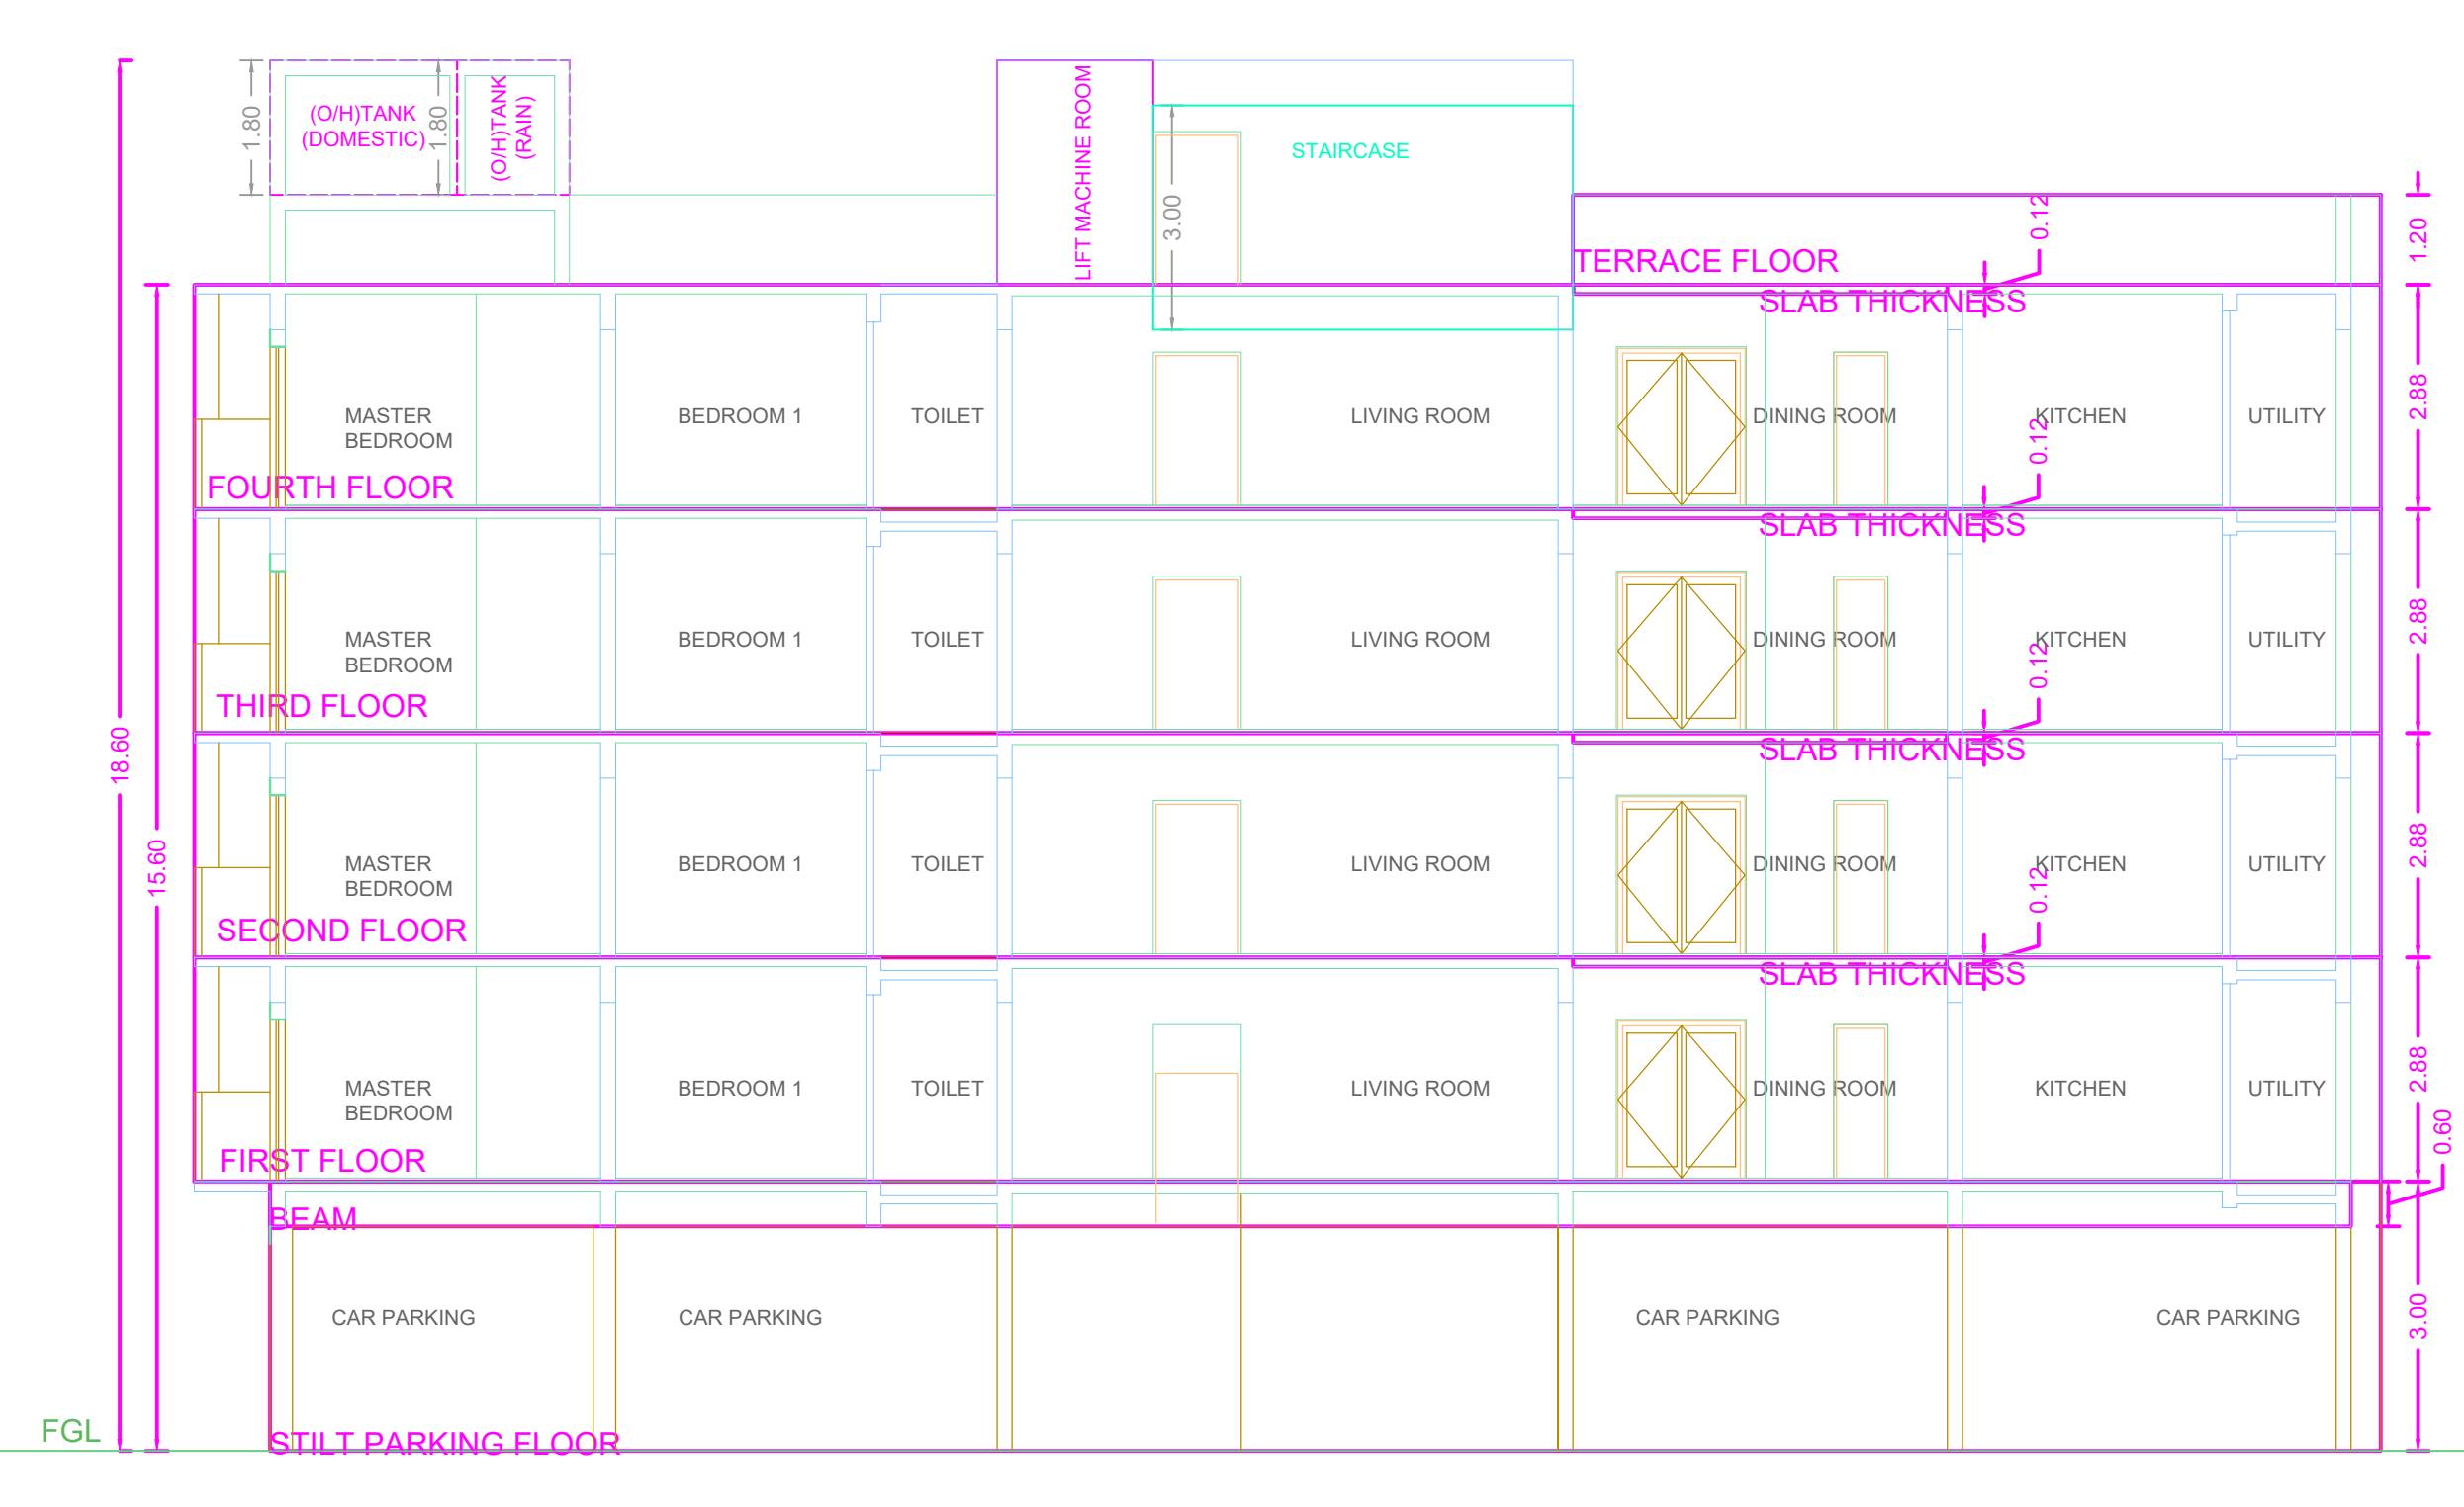 1.80
(O/H)TANK
(DOMESTIC)
1.80
(O/H)TANK
(RAIN)
LIFT MACHINE ROOM
STAIRCASE
3.00
TERRACE FLOOR
0.12
1.20
SLAB THICKNESS
MASTER
BEDROOM
BEDROOM 1
TOILET
LIVING ROOM
DINING ROOM
KITCHEN
UTILITY
2.88
FOURTH FLOOR
0.12
SLAB THICKNESS
MASTER
BEDROOM
BEDROOM 1
TOILET
LIVING ROOM
DINING ROOM
KITCHEN
UTILITY
2.88
THIRD FLOOR
0.12
SLAB THICKNESS
18.60
15.60
MASTER
BEDROOM
BEDROOM 1
TOILET
LIVING ROOM
DINING ROOM
KITCHEN
UTILITY
2.88
SECOND FLOOR
0.12
SLAB THICKNESS
MASTER
BEDROOM
BEDROOM 1
TOILET
LIVING ROOM
DINING ROOM
KITCHEN
UTILITY
2.88
FIRST FLOOR
0.60
BEAM
CAR PARKING
CAR PARKING
CAR PARKING
CAR PARKING
3.00
FGL
STILT PARKING FLOOR